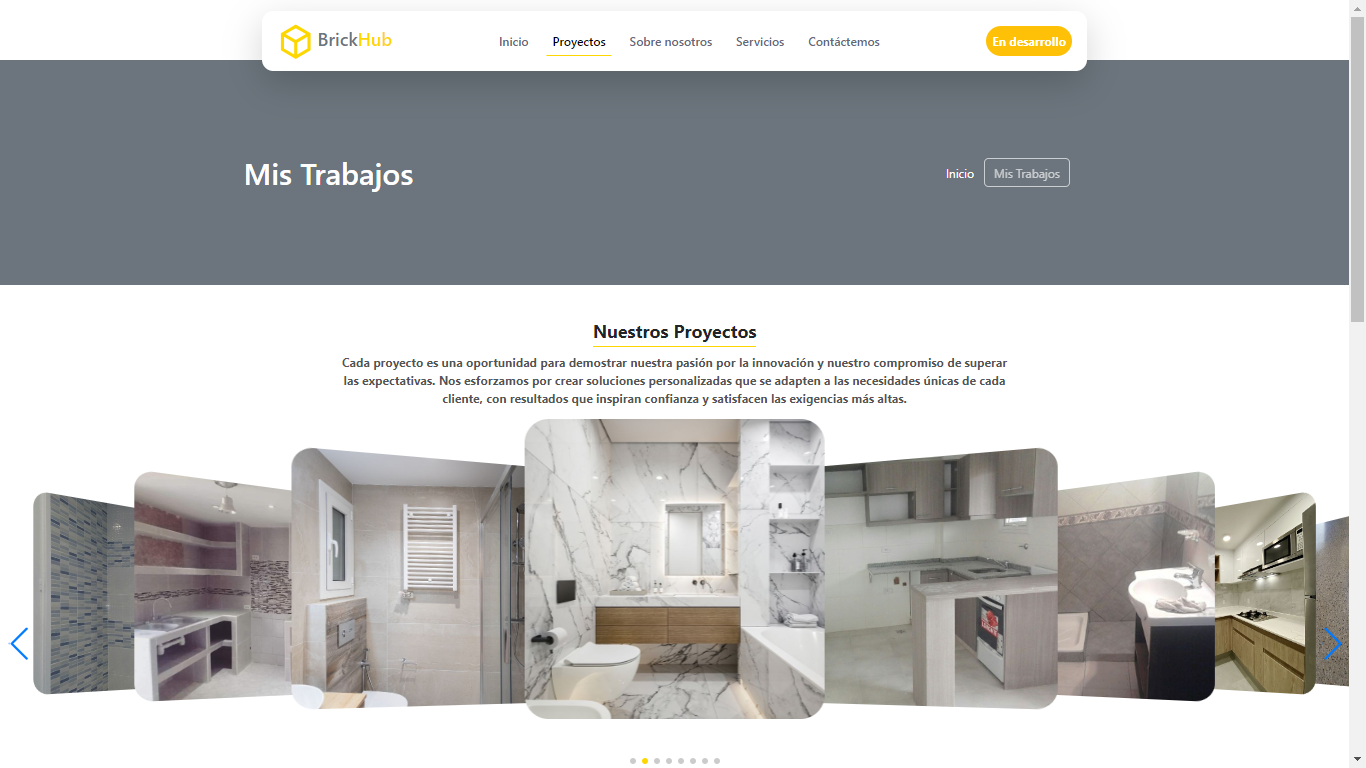 BrickHub
Inicio
Proyectos
Sobre nosotros
Servicios
Contáctemos
En desarrollo
Mis Trabajos
Inicio
Mis Trabajos
Nuestros Proyectos
Cada proyecto es una oportunidad para demostrar nuestra pasión por la innovación y nuestro compromiso de superar
las expectativas. Nos esforzamos por crear soluciones personalizadas que se adapten a las necesidades únicas de cada
cliente, con resultados que inspiran confianza y satisfacen las exigencias más altas.